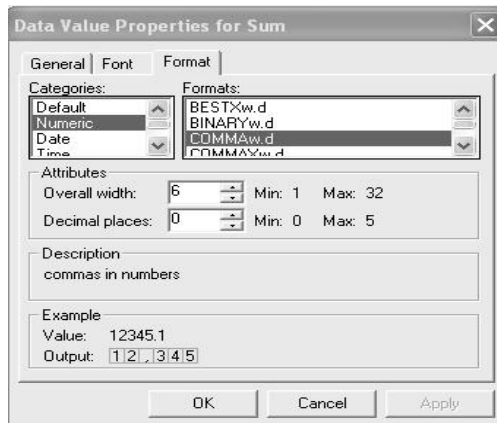 Data Value Properties for Sum
General Font Format
Categories: Formats:
Default BESTXw.d
Numeric BINARYw.d
Date COMMAw.d
Time COMMAXw.d
Attributes
Overall width: 6 Min: 1 Max: 32
Decimal places: 0 Min: 0 Max: 5
Description
commas in numbers
Example
Value: 12345.1
Output: 12,345
OK Cancel Apply